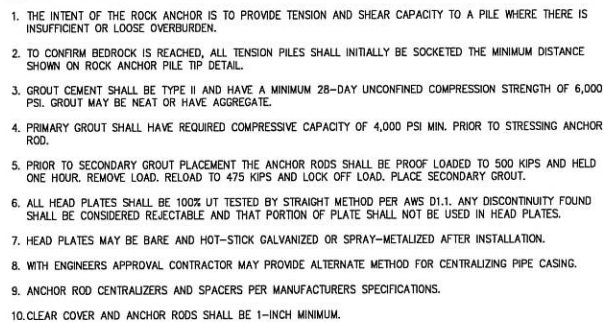 1. THE INTENT OF THE ROCK ANCHOR IS TO PROVIDE TENSION AND SHEAR CAPACITY TO A PILE WHERE THERE IS
INSUFFICIENT OR LOOSE OVERBURDEN.
2. TO CONFIRM BEDROCK IS REACHED, ALL TENSION PILES SHALL INITIALLY BE SOCKETED THE MINIMUM DISTANCE
SHOWN ON ROCK ANCHOR PILE TIP DETAIL.
3. GROUT CEMENT SHALL BE TYPE II AND HAVE A MINIMUM 28-DAY UNCONFINED COMPRESSION STRENGTH OF 6,000
PSI. GROUT MAY BE NEAT OR HAVE AGGREGATE.
4. PRIMARY GROUT SHALL HAVE REQUIRED COMPRESSIVE CAPACITY OF 4,000 PSI MIN. PRIOR TO STRESSING ANCHOR
ROD.
5. PRIOR TO SECONDARY GROUT PLACEMENT THE ANCHOR RODS SHALL BE PROOF LOADED TO 500 KIPS AND HELD
ONE HOUR. REMOVE LOAD. RELOAD TO 475 KIPS AND LOCK OFF LOAD. PLACE SECONDARY GROUT.
6. ALL HEAD PLATES SHALL BE 100% UT TESTED BY STRAIGHT METHOD PER AWS D1.1. ANY DISCONTINUITY FOUND
SHALL BE CONSIDERED REJECTABLE AND THAT PORTION OF PLATE SHALL NOT BE USED IN HEAD PLATES.
7. HEAD PLATES MAY BE BARE AND HOT-STICK GALVANIZED OR SPRAY-METALIZED AFTER INSTALLATION.
8. WITH ENGINEERS APPROVAL CONTRACTOR MAY PROVIDE ALTERNATE METHOD FOR CENTRALIZING PIPE CASING.
9. ANCHOR ROD CENTRALIZERS AND SPACERS PER MANUFACTURERS SPECIFICATIONS.
10. CLEAR COVER AND ANCHOR RODS SHALL BE 1-INCH MINIMUM.